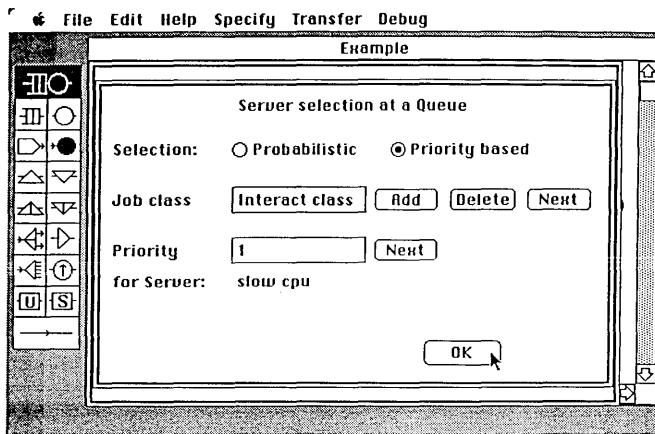 File Edit Help Specify Transfer Debug
Example
Server selection at a Queue
Selection: Probabilistic Priority based
Job class Interact class Add Delete Next
Priority 1 Next
for Server: slow cpu
U S
OK